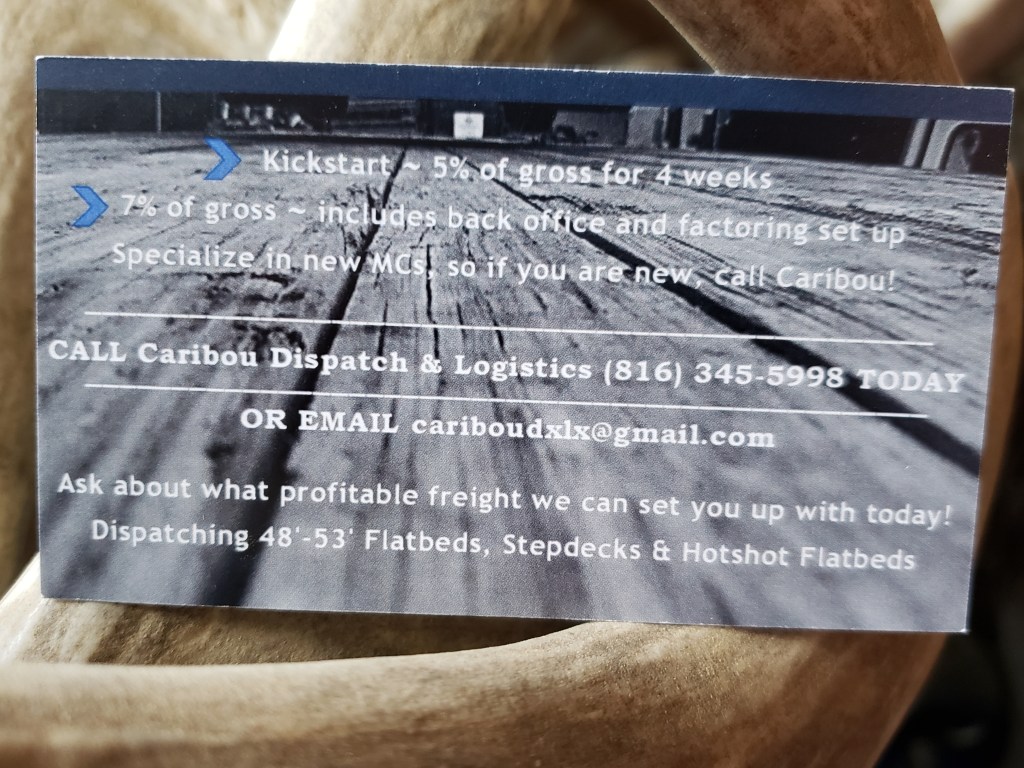 Kickstart ~ 5% of gross for 4 weeks
7% of gross ~ includes back office and factoring set up
Specialize in new MCs, so if you are new, call Caribou!
CALL Caribou Dispatch & Logistics (816) 345-5998 TODAY
OR EMAIL cariboudxlx@gmail.com
Ask about what profitable freight we can set you up with today!
Dispatching 48'-53' Flatbeds, Stepdecks & Hotshot Flatbeds